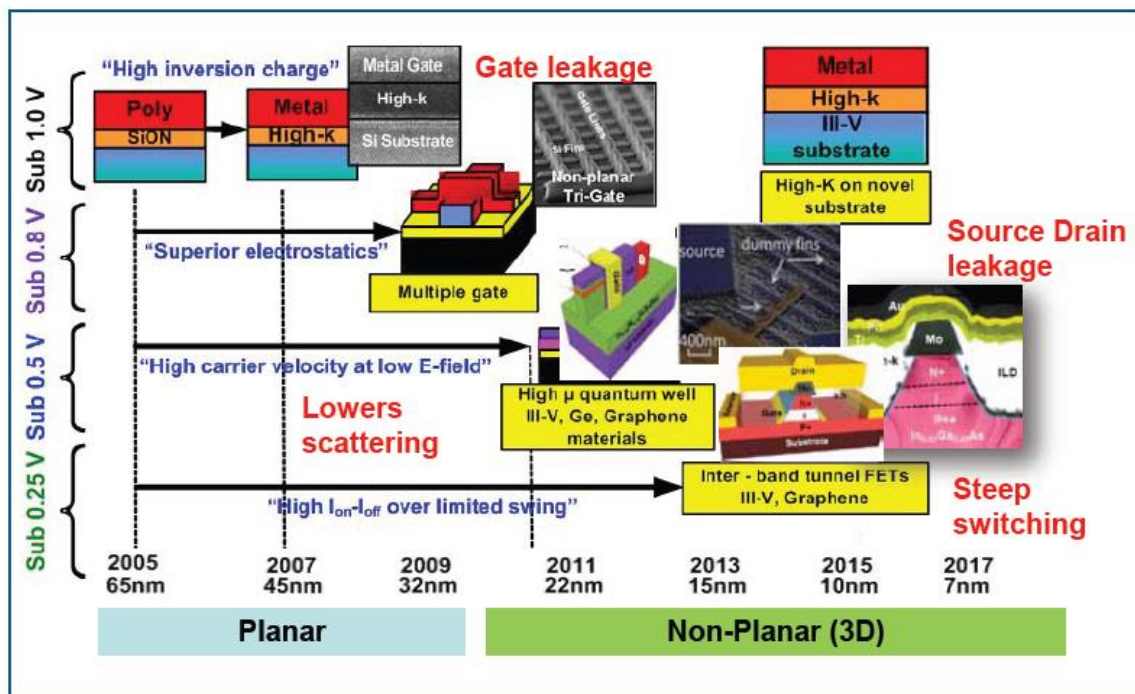 Sub 1.0 V
Sub 0.8 V
Sub 0.5 V
Sub 0.25 V
“High inversion charge”
Poly
SiON
Metal
High-k
Metal Gate
High-k
Si Substrate
Gate leakage
Gate Lines
Si Fins
Non-planar
Tri-Gate
Metal
High-k
III-V
substrate
High-K on novel
substrate
“Superior electrostatics”
Multiple gate
source
dummy fins
400nm
Source Drain
leakage
“High carrier velocity at low E-field”
Lowers
scattering
High μ quantum well
III-V, Ge, Graphene
materials
Drain
Gate
N+
P+
Substrate
Au
Mo
N+
I
ILD
“High Ion-Ioff over limited swing”
Inter - band tunnel FETs
III-V, Graphene
Steep
switching
2005
65nm
2007
45nm
2009
32nm
2011
22nm
2013
15nm
2015
10nm
2017
7nm
Planar
Non-Planar (3D)